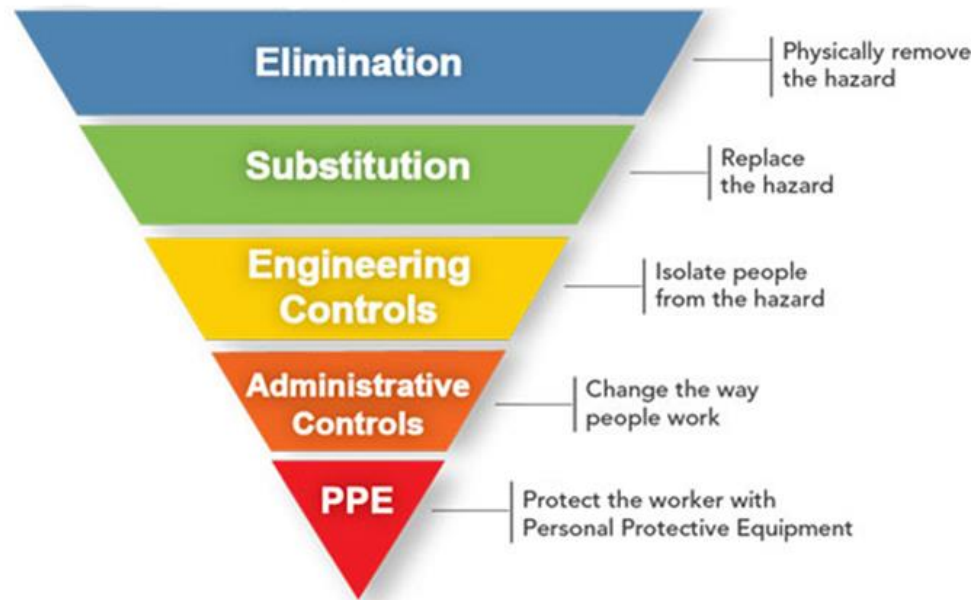 Elimination
Physically remove
the hazard
Substitution
Replace
the hazard
Engineering
Controls
Isolate people
from the hazard
Administrative
Controls
Change the way
people work
PPE
Protect the worker with
Personal Protective Equipment